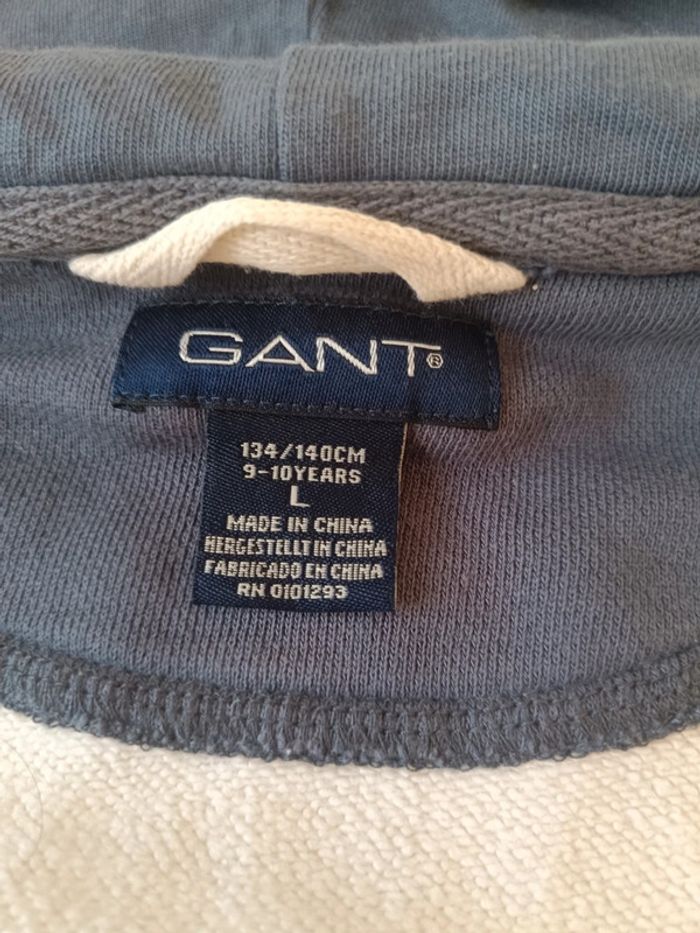 GANT®
134/140CM
9-10YEARS
L
MADE IN CHINA
HERGESTELLT IN CHINA
FABRICADO EN CHINA
RN 0101293